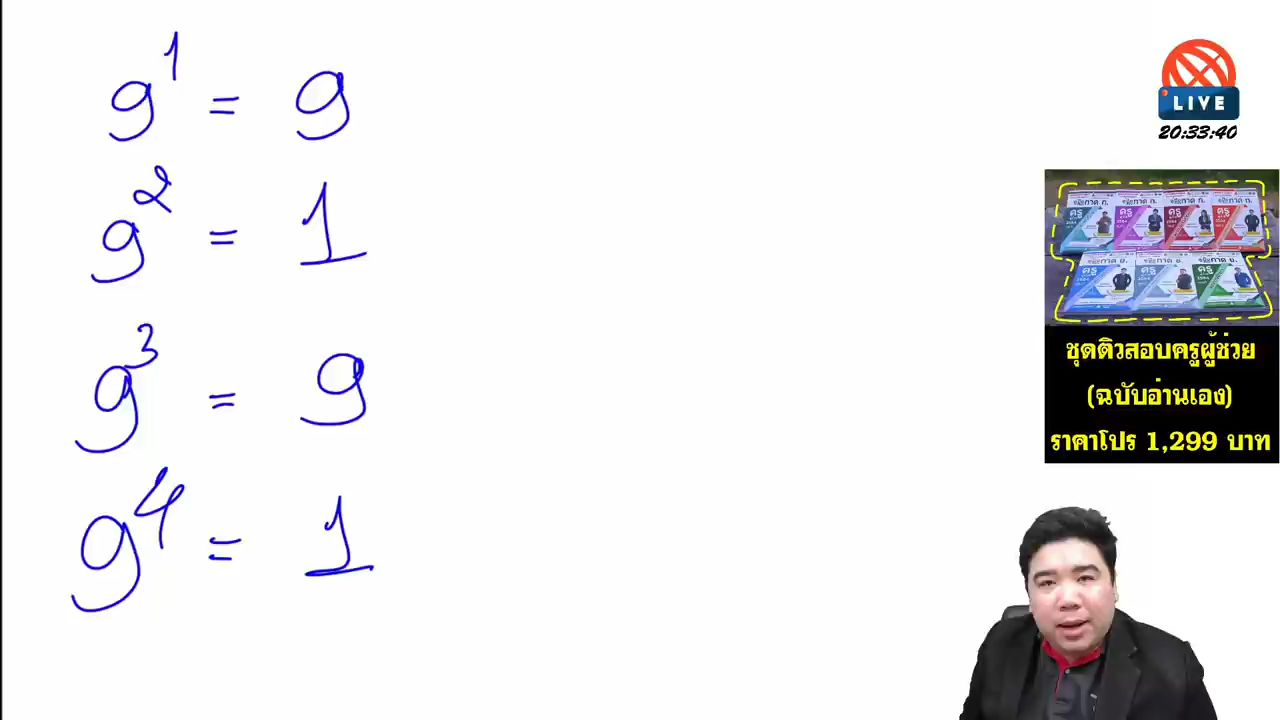 9¹ = 9
9² = 1
9³ = 9
9⁴ = 1
LIVE
20:33:40
ชุดติวสอบครูผู้ช่วย
(ฉบับอ่านเอง)
ราคาโปร 1,299 บาท